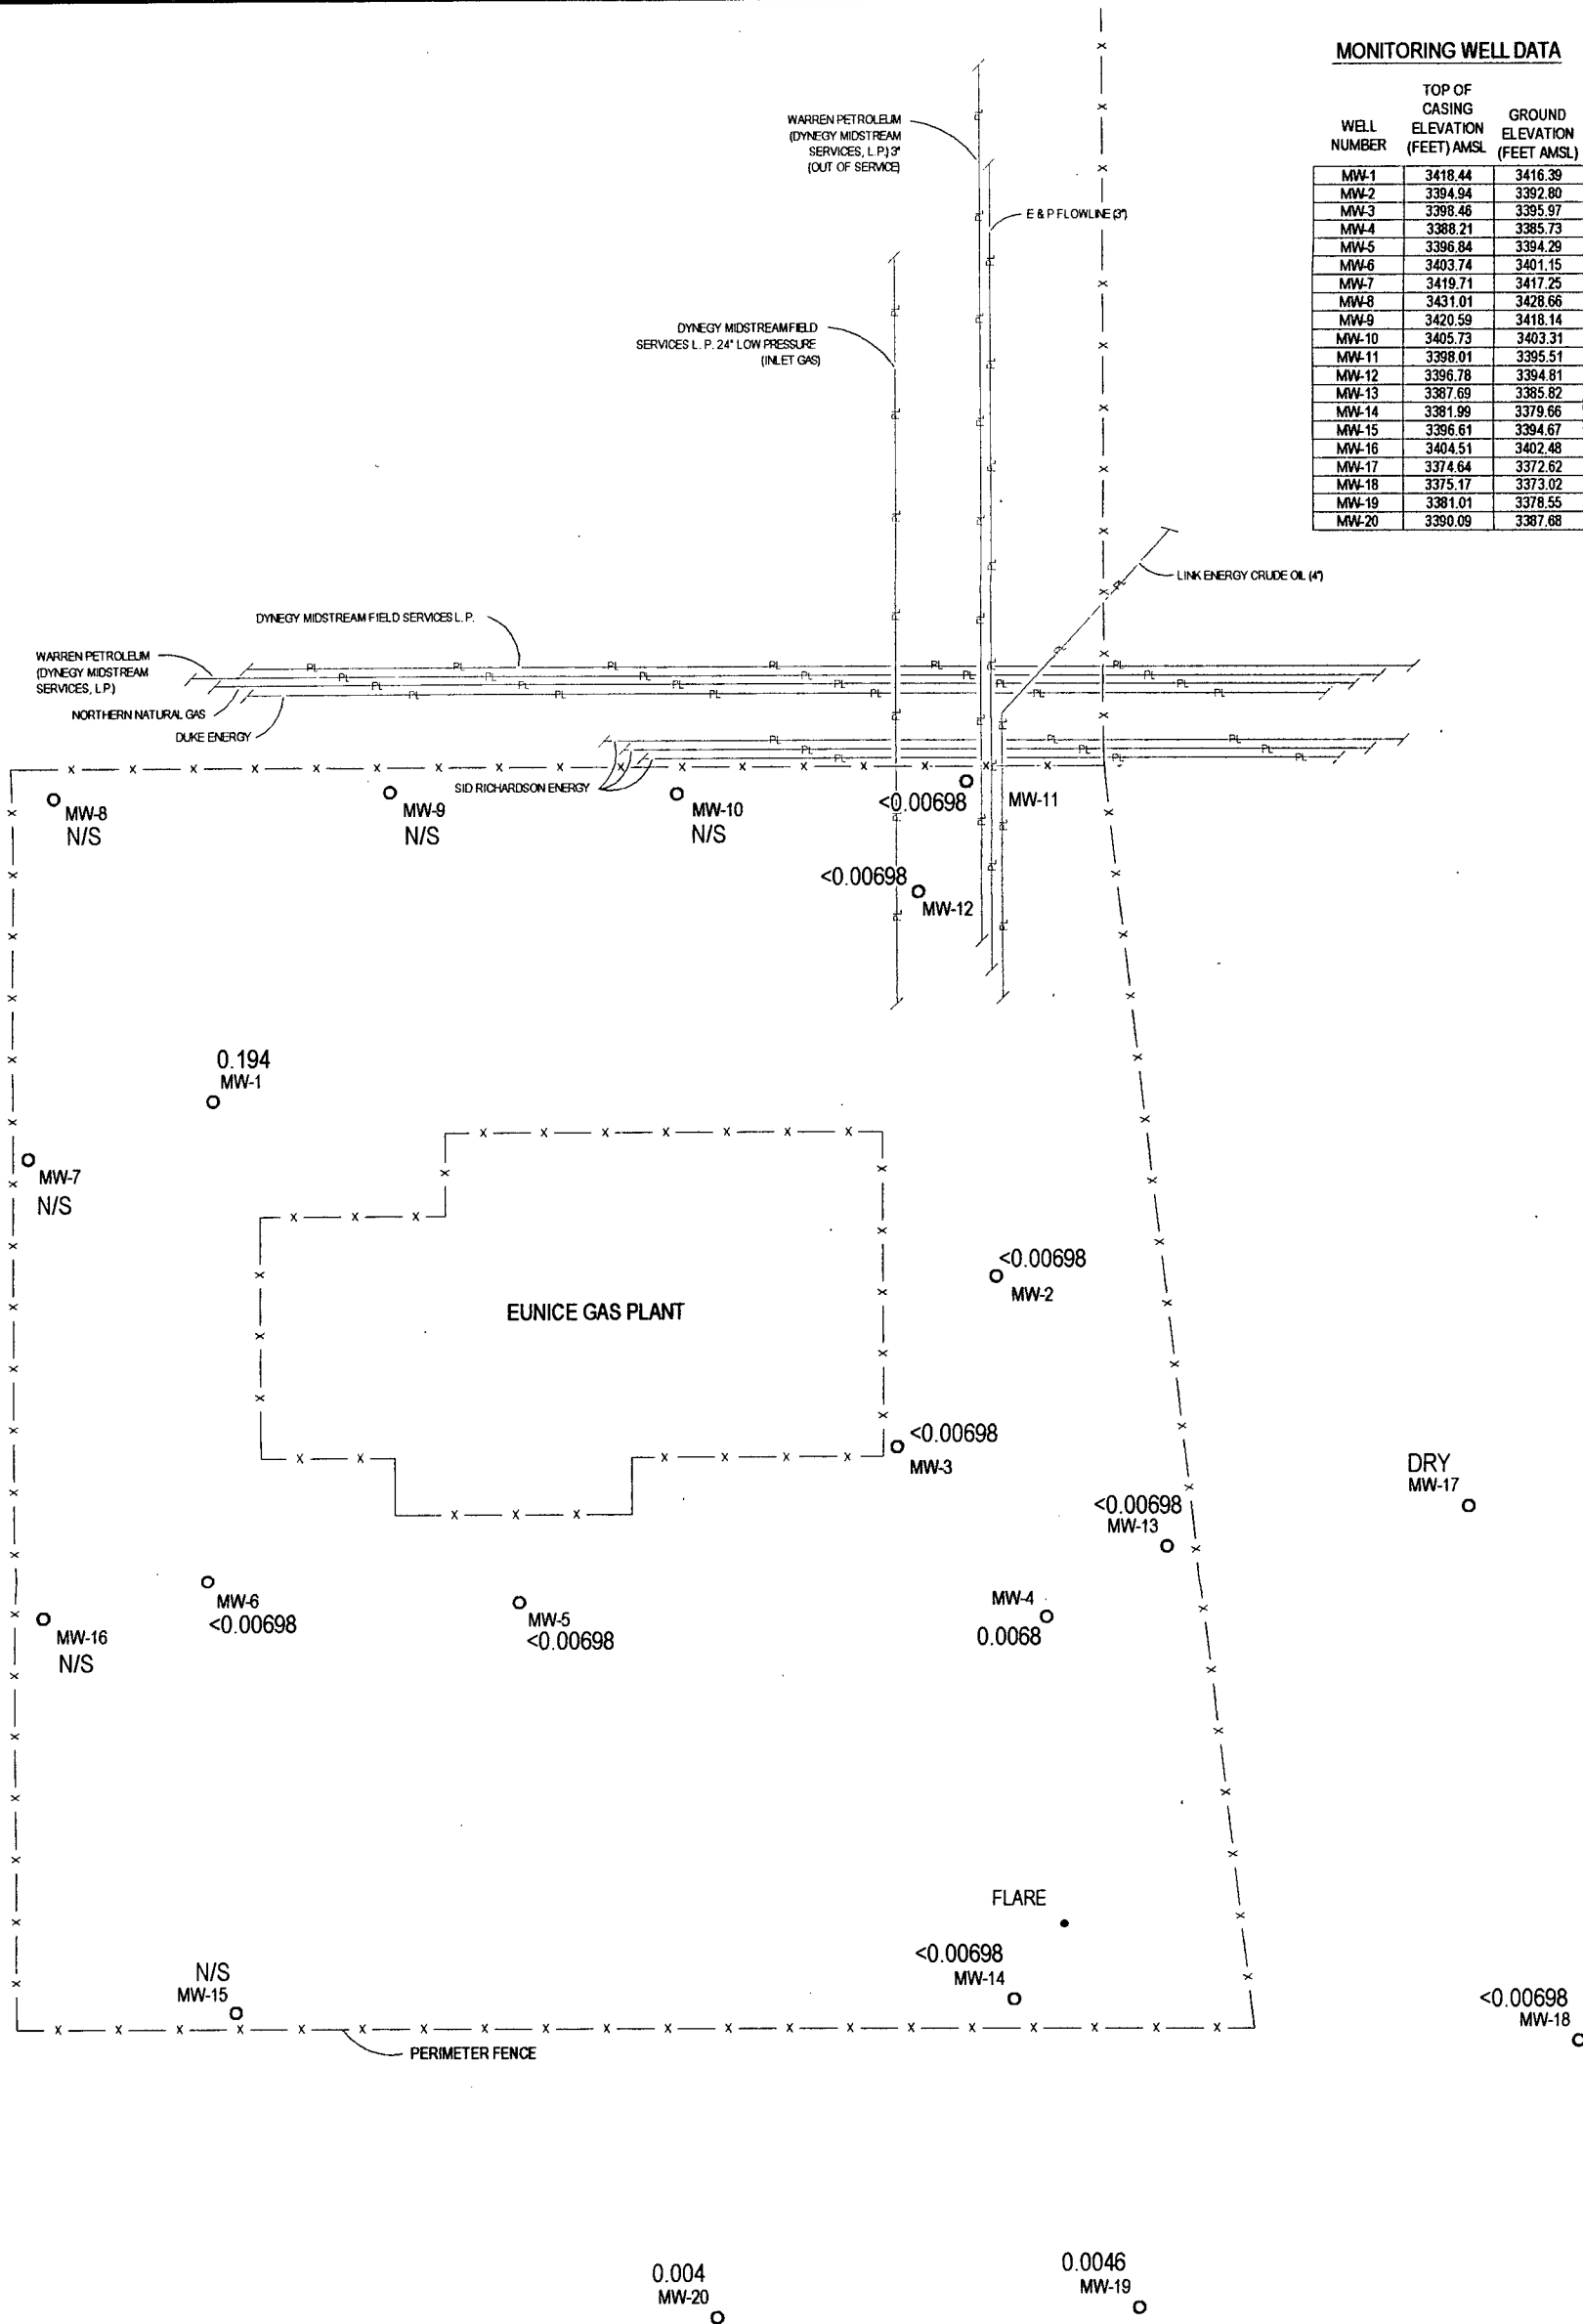 MONITORING WELL DATA
WELL NUMBER TOP OF CASING ELEVATION (FEET) AMSL GROUND ELEVATION (FEET AMSL)
MW-1 3418.44 3416.39
MW-2 3394.94 3392.80
MW-3 3398.46 3395.97
MW-4 3388.21 3385.73
MW-5 3396.84 3394.29
MW-6 3403.74 3401.15
MW-7 3419.71 3417.25
MW-8 3431.01 3428.66
MW-9 3420.59 3418.14
MW-10 3405.73 3403.31
MW-11 3398.01 3395.51
MW-12 3396.78 3394.81
MW-13 3387.69 3385.82
MW-14 3381.99 3379.66
MW-15 3396.61 3394.67
MW-16 3404.51 3402.48
MW-17 3374.64 3372.62
MW-18 3375.17 3373.02
MW-19 3381.01 3378.55
MW-20 3390.09 3387.68
WARREN PETROLEUM
(DYNEGY MIDSTREAM
SERVICES, L.P.) 3"
(OUT OF SERVICE)
E & P FLOWLINE (3")
DYNEGY MIDSTREAM FIELD
SERVICES L. P. 24" LOW PRESSURE
(INLET GAS)
LINK ENERGY CRUDE OIL (4")
DYNEGY MIDSTREAM FIELD SERVICES L. P.
WARREN PETROLEUM
(DYNEGY MIDSTREAM
SERVICES, L.P.)
NORTHERN NATURAL GAS
DUKE ENERGY
SID RICHARDSON ENERGY
MW-8
N/S
MW-9
N/S
MW-10
N/S
<0.00698
MW-11
<0.00698
MW-12
0.194
MW-1
MW-7
N/S
<0.00698
MW-2
EUNICE GAS PLANT
<0.00698
MW-3
DRY
MW-17
<0.00698
MW-13
MW-6
<0.00698
MW-5
<0.00698
MW-4
0.0068
MW-16
N/S
FLARE
<0.00698
MW-14
N/S
MW-15
<0.00698
MW-18
PERIMETER FENCE
0.004
MW-20
0.0046
MW-19